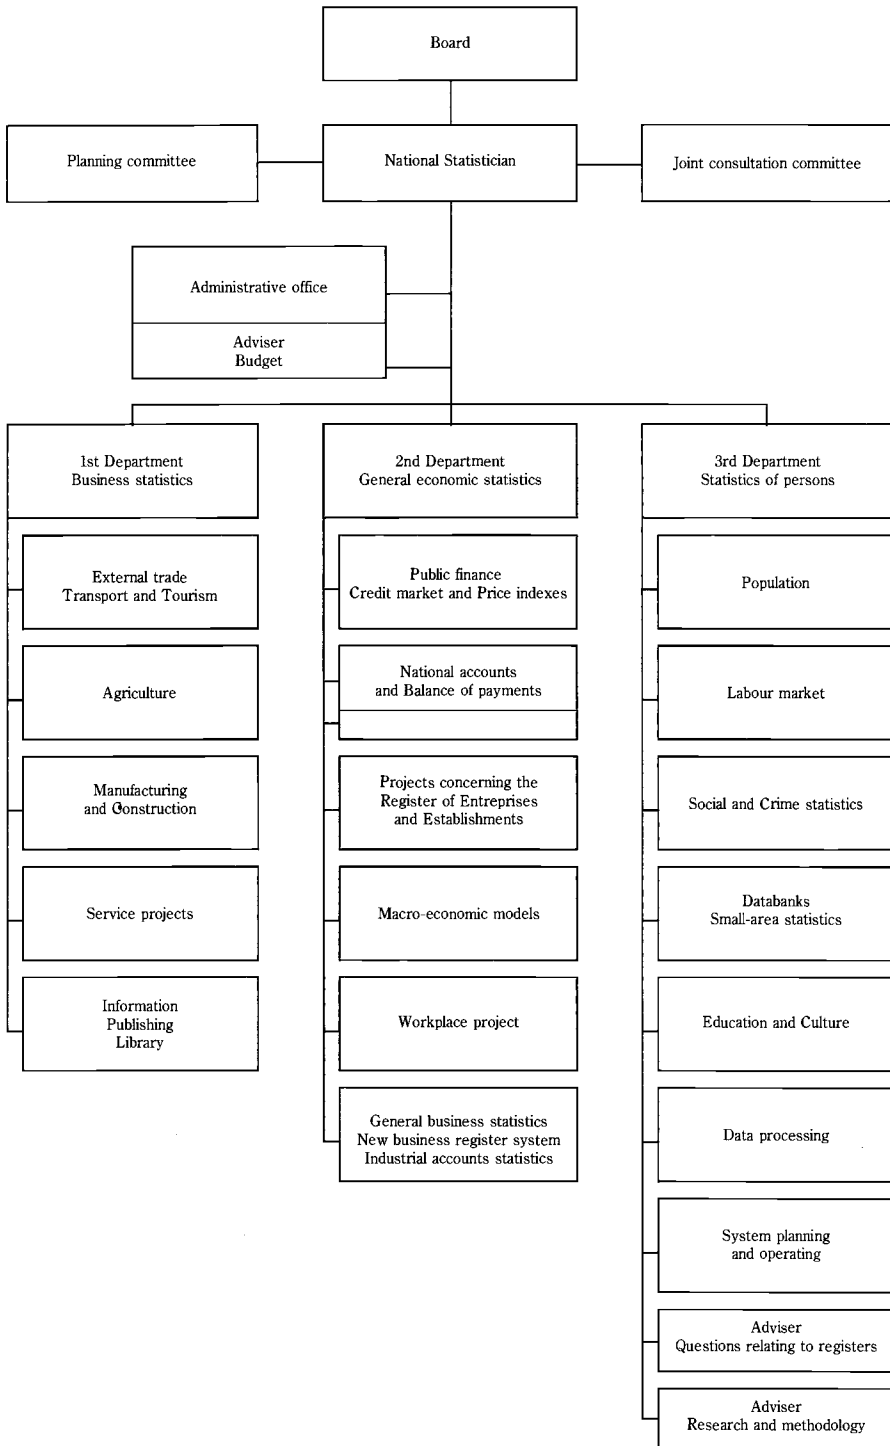 Board
Planning committee
National Statistician
Joint consultation committee
Administrative office
Adviser
Budget
1st Department
Business statistics
External trade
Transport and Tourism
Agriculture
Manufacturing
and Construction
Service projects
Information
Publishing
Library
2nd Department
General economic statistics
Public finance
Credit market and Price indexes
National accounts
and Balance of payments
Projects concerning the
Register of Entreprises
and Establishments
Macro-economic models
Workplace project
General business statistics
New business register system
Industrial accounts statistics
3rd Department
Statistics of persons
Population
Labour market
Social and Crime statistics
Databanks
Small-area statistics
Education and Culture
Data processing
System planning
and operating
Adviser
Questions relating to registers
Adviser
Research and methodology